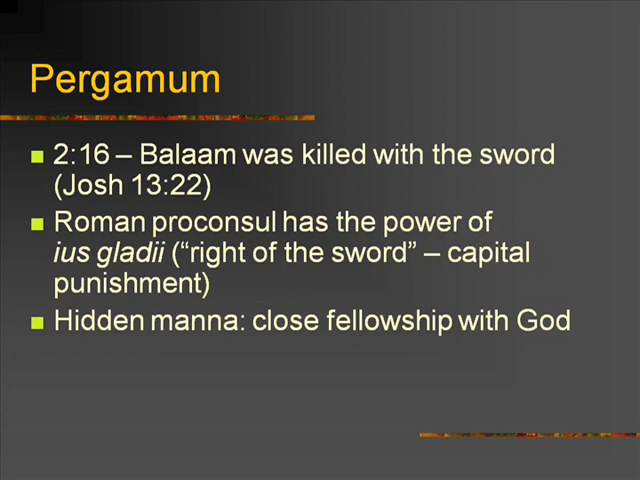 Pergamum
2:16 – Balaam was killed with the sword
(Josh 13:22)
Roman proconsul has the power of
ius gladii (“right of the sword” – capital
punishment)
Hidden manna: close fellowship with God